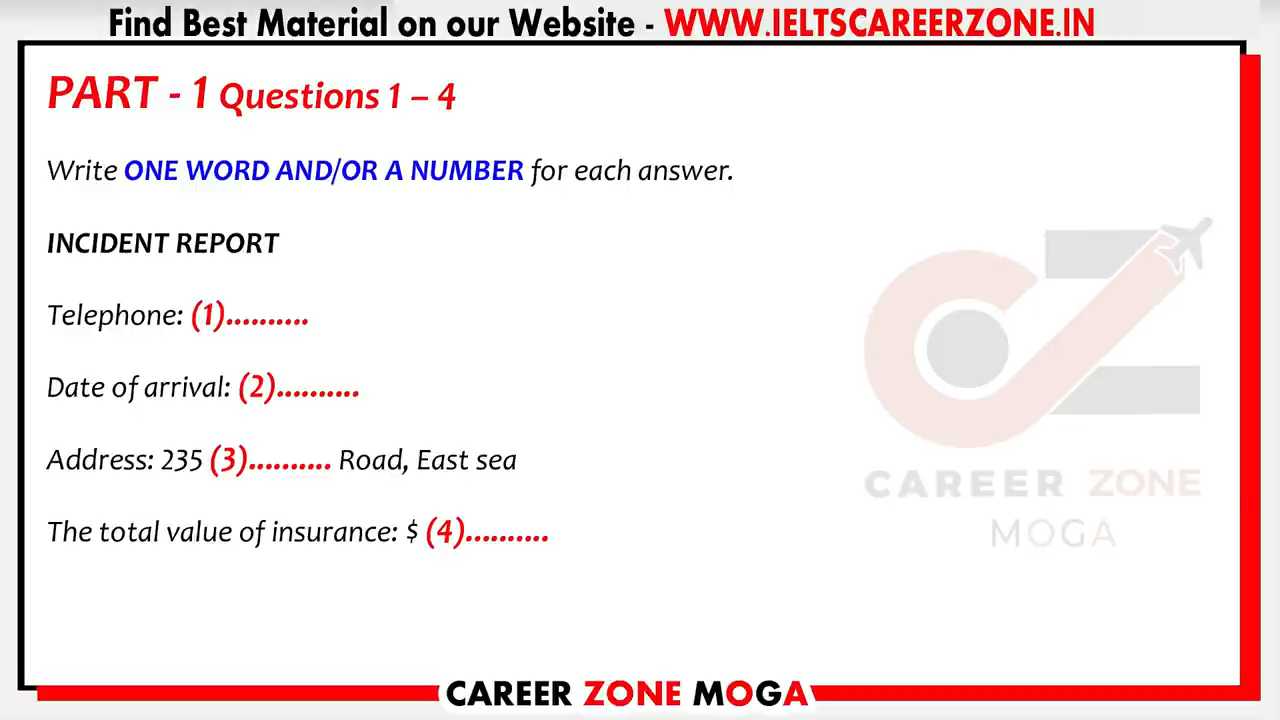 Find Best Material on our Website - WWW.IELTSCAREERZONE.IN
PART - 1 Questions 1 – 4
Write ONE WORD AND/OR A NUMBER for each answer.
INCIDENT REPORT
Telephone: (1)..........
Date of arrival: (2)..........
Address: 235 (3).......... Road, East sea
The total value of insurance: $ (4)..........
CZ
CAREER ZONE
MOGA
CAREER ZONE MOGA